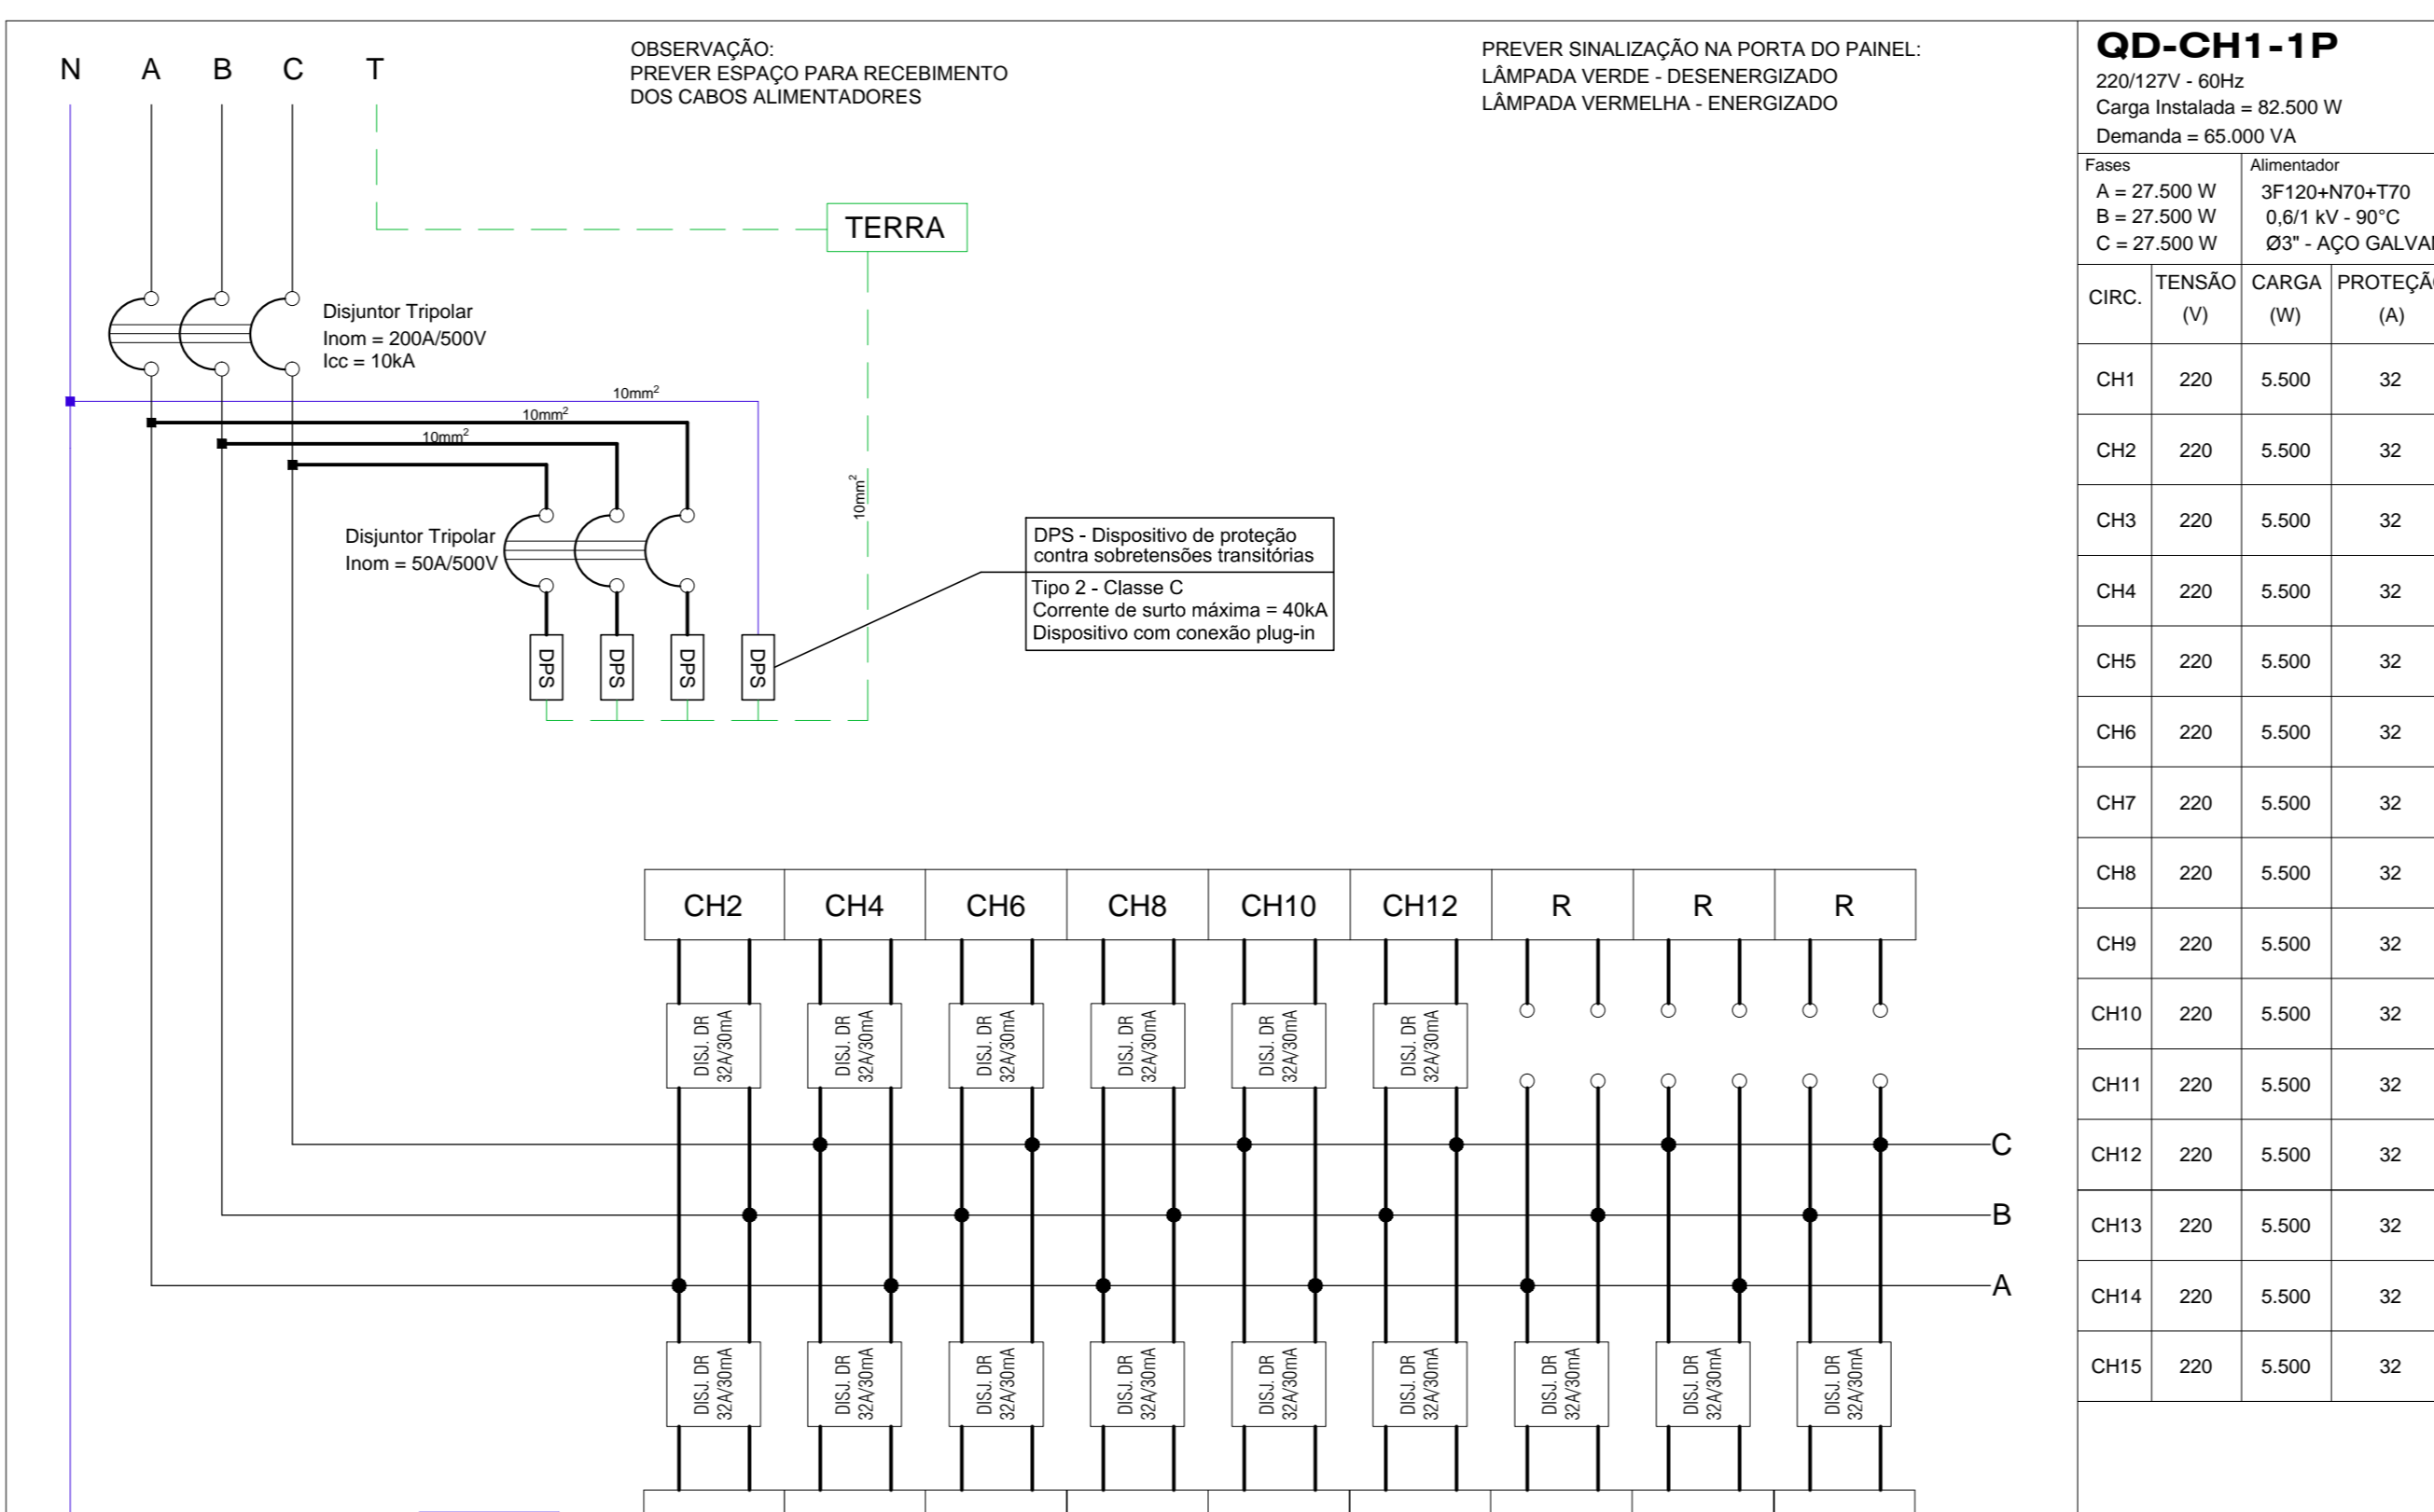 N A B C T
OBSERVAÇÃO:
PREVER ESPAÇO PARA RECEBIMENTO
DOS CABOS ALIMENTADORES
PREVER SINALIZAÇÃO NA PORTA DO PAINEL:
LÂMPADA VERDE - DESENERGIZADO
LÂMPADA VERMELHA - ENERGIZADO
TERRA
Disjuntor Tripolar
Inom = 200A/500V
Icc = 10kA
10mm²
10mm²
10mm²
10mm²
Disjuntor Tripolar
Inom = 50A/500V
DPS DPS DPS DPS
DPS - Dispositivo de proteção
contra sobretensões transitórias
Tipo 2 - Classe C
Corrente de surto máxima = 40kA
Dispositivo com conexão plug-in
CH2 CH4 CH6 CH8 CH10 CH12 R R R
DISJ. DR
32A/30mA
DISJ. DR
32A/30mA
DISJ. DR
32A/30mA
DISJ. DR
32A/30mA
DISJ. DR
32A/30mA
DISJ. DR
32A/30mA
C
B
A
DISJ. DR
32A/30mA
DISJ. DR
32A/30mA
DISJ. DR
32A/30mA
DISJ. DR
32A/30mA
DISJ. DR
32A/30mA
DISJ. DR
32A/30mA
DISJ. DR
32A/30mA
DISJ. DR
32A/30mA
DISJ. DR
32A/30mA
QD-CH1-1P
220/127V - 60Hz
Carga Instalada = 82.500 W
Demanda = 65.000 VA
Fases
A = 27.500 W
B = 27.500 W
C = 27.500 W
Alimentador
3F120+N70+T70
0,6/1 kV - 90°C
Ø3" - AÇO
CIRC. TENSÃO (V) CARGA (W) (A)
CH1 220 5.500 32
CH2 220 5.500 32
CH3 220 5.500 32
CH4 220 5.500 32
CH5 220 5.500 32
CH6 220 5.500 32
CH7 220 5.500 32
CH8 220 5.500 32
CH9 220 5.500 32
CH10 220 5.500 32
CH11 220 5.500 32
CH12 220 5.500 32
CH13 220 5.500 32
CH14 220 5.500 32
CH15 220 5.500 32